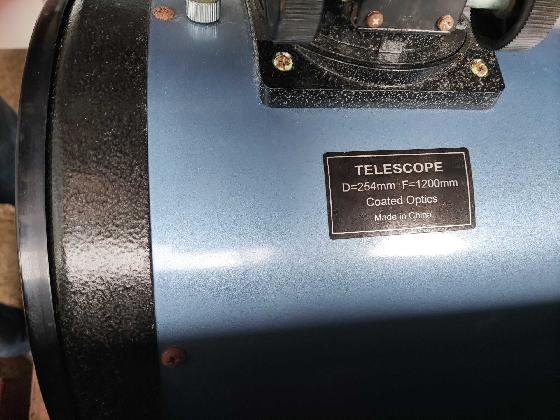 TELESCOPE
D=254mm F=1200mm
Coated Optics
Made in China